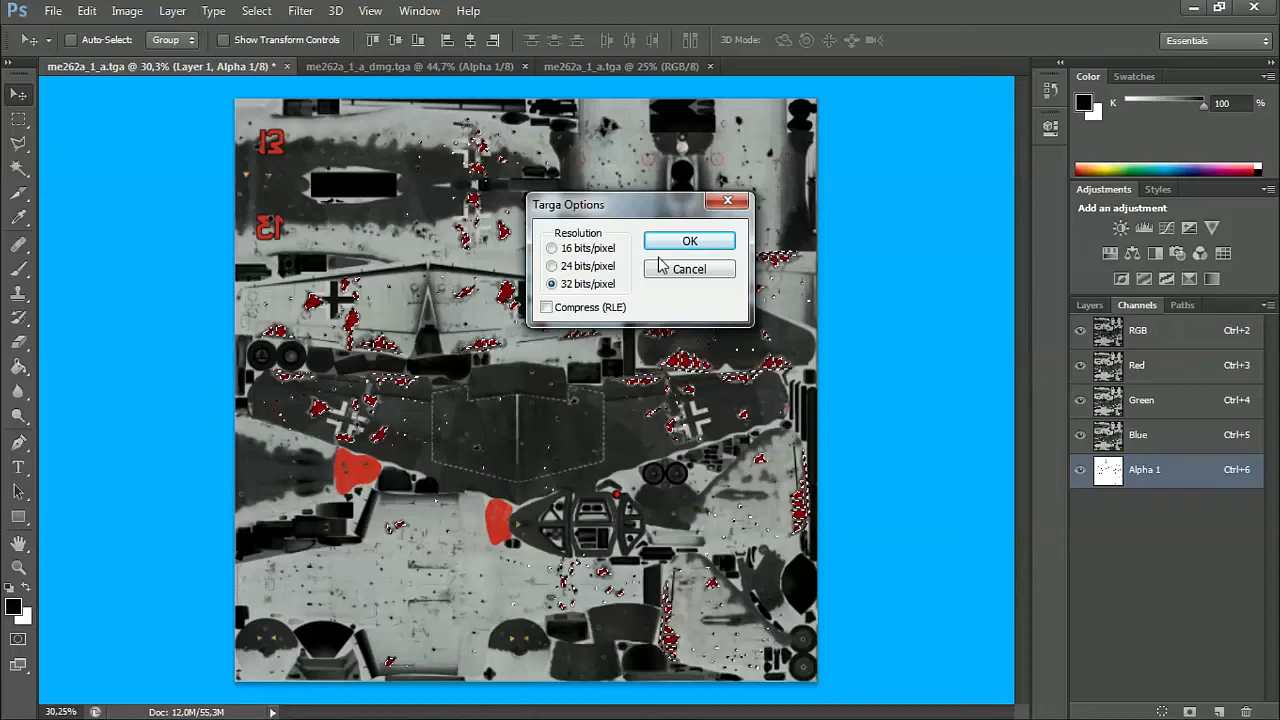 Ps File Edit Image Layer Type Select Filter 3D View Window Help
Auto-Select: Group Show Transform Controls 3D Mode: Essentials
me262a_1_a.tga @ 30,3% (Layer 1, Alpha 1/8) * × me262a_1_a_dmg.tga @ 44,7% (Alpha 1/8) × me262a_1_a.tga @ 25% (RGB/8) ×
Color Swatches
K 100 %
13
13
Adjustments Styles
Add an adjustment
Targa Options
Resolution
16 bits/pixel
24 bits/pixel
32 bits/pixel
Compress (RLE)
OK
Cancel
Layers Channels Paths
RGB Ctrl+2
Red Ctrl+3
Green Ctrl+4
Blue Ctrl+5
Alpha 1 Ctrl+6
30,25% Doc: 12,0M/55,3M